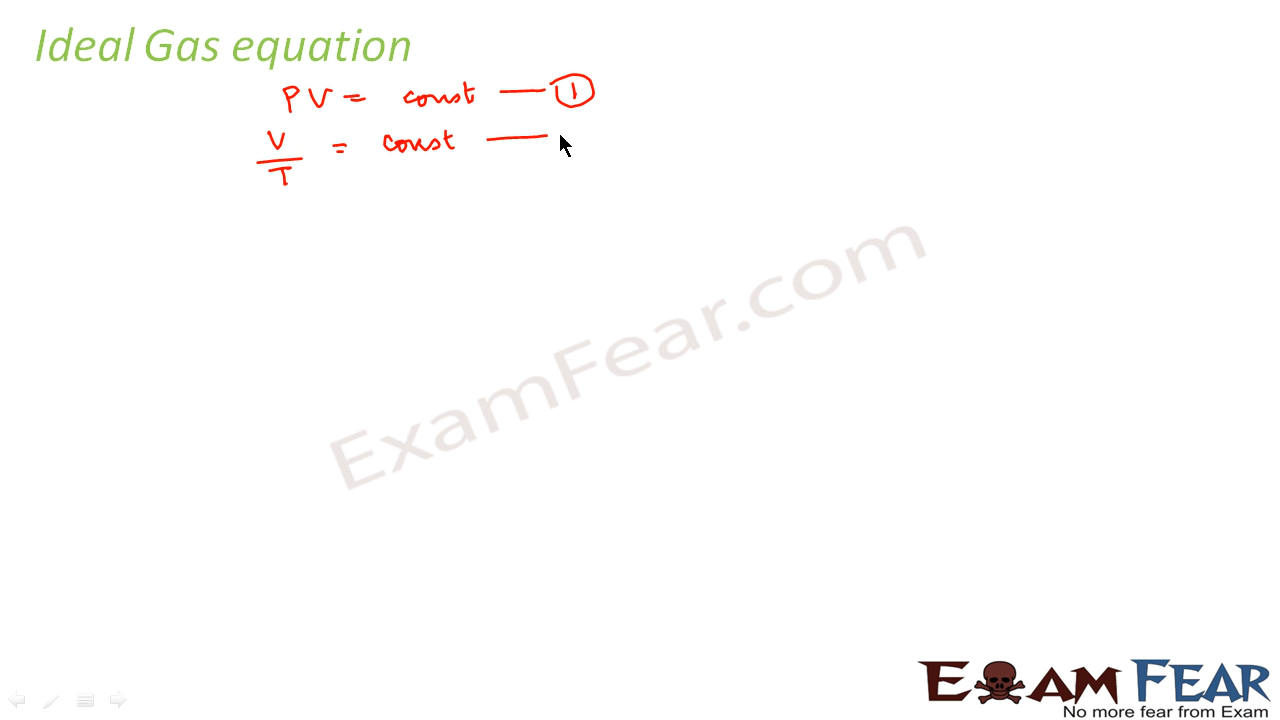 Ideal Gas equation
PV = const — ①
V/T = const —
ExamFear.com
EXAM FEAR
No more fear from Exam